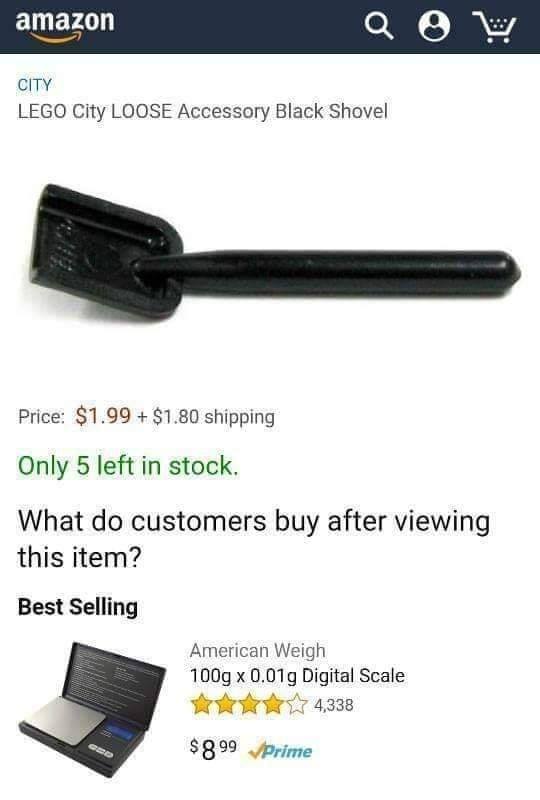 amazon
CITY
LEGO City LOOSE Accessory Black Shovel
Price: $1.99 + $1.80 shipping
Only 5 left in stock.
What do customers buy after viewing
this item?
Best Selling
American Weigh
100g x 0.01g Digital Scale
4,338
$8 99 Prime